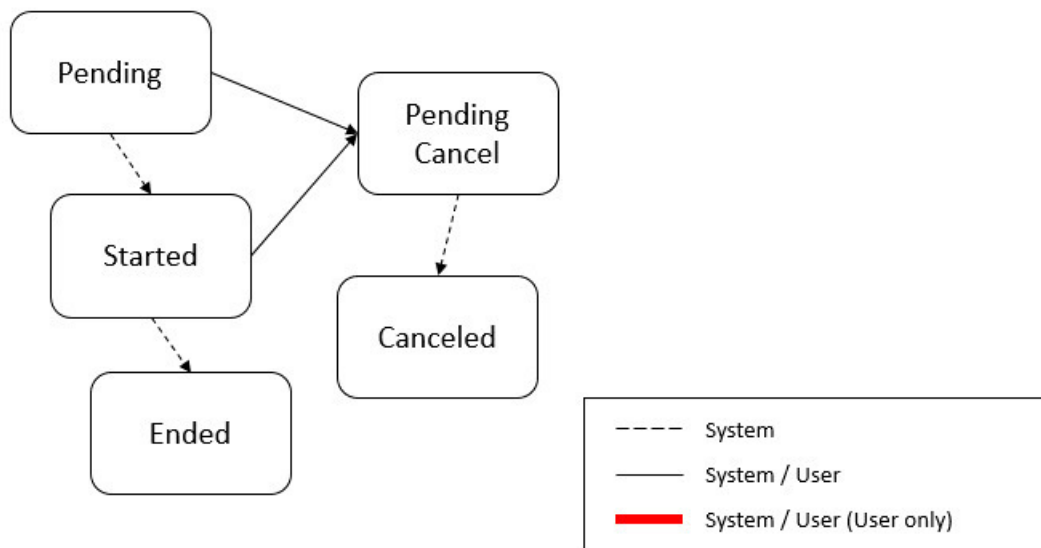 Pending
Pending
Cancel
Started
Canceled
Ended
System
System / User
System / User (User only)